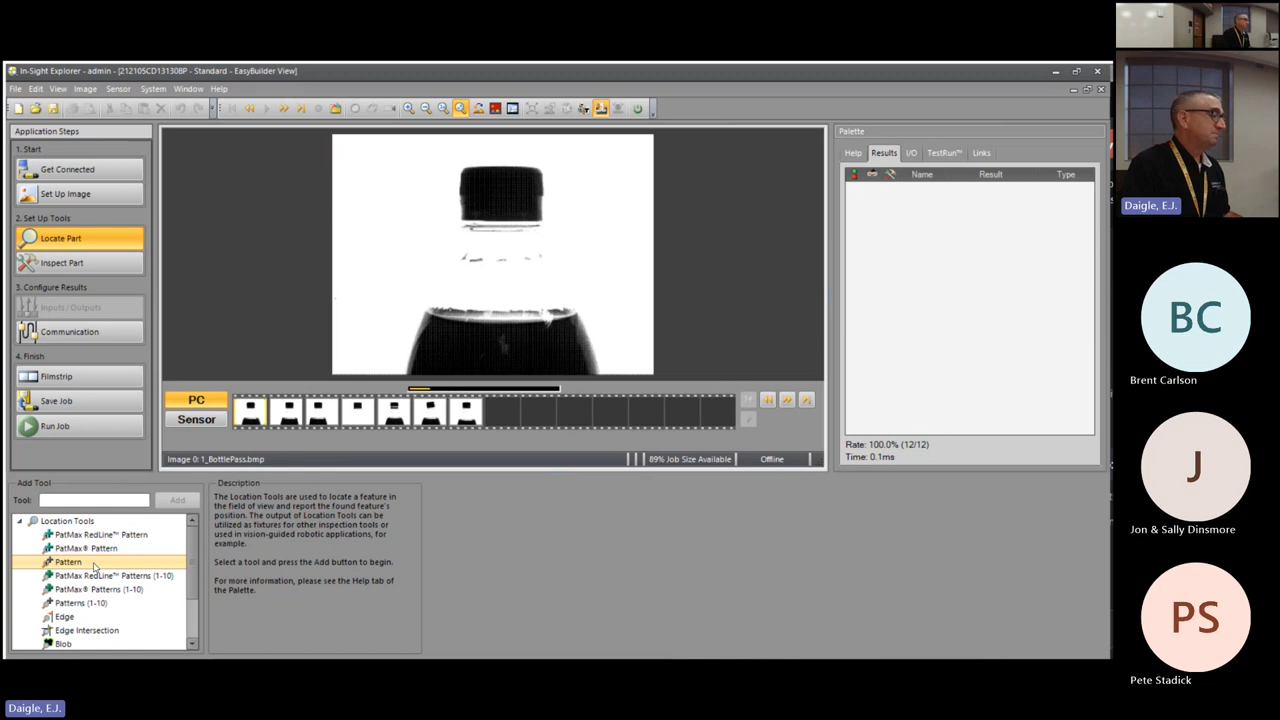 In-Sight Explorer - admin - [212105CD13130BP - Standard - EasyBuilder View]
File Edit View Image Sensor System Window Help
Application Steps
1. Start
Get Connected
Set Up Image
2. Set Up Tools
Locate Part
Inspect Part
3. Configure Results
Inputs / Outputs
Communication
4. Finish
Filmstrip
Save Job
Run Job
PC
Sensor
Image 0: 1_BottlePass.bmp
89% Job Size Available
Offline
Palette
Help Results I/O TestRun™ Links
Name Result Type
Rate: 100.0% (12/12)
Time: 0.1ms
Add Tool
Tool:
Add
Location Tools
PatMax RedLine™ Pattern
PatMax® Pattern
Pattern
PatMax RedLine™ Patterns (1-10)
PatMax® Patterns (1-10)
Patterns (1-10)
Edge
Edge Intersection
Blob
Description
The Location Tools are used to locate a feature in
the field of view and report the found feature's
position. The output of Location Tools can be
utilized as fixtures for other inspection tools or
used in vision-guided robotic applications, for
example.
Select a tool and press the Add button to begin.
For more information, please see the Help tab of
the Palette.
Daigle, E.J.
BC
Brent Carlson
J
Jon & Sally Dinsmore
PS
Pete Stadick
Daigle, E.J.